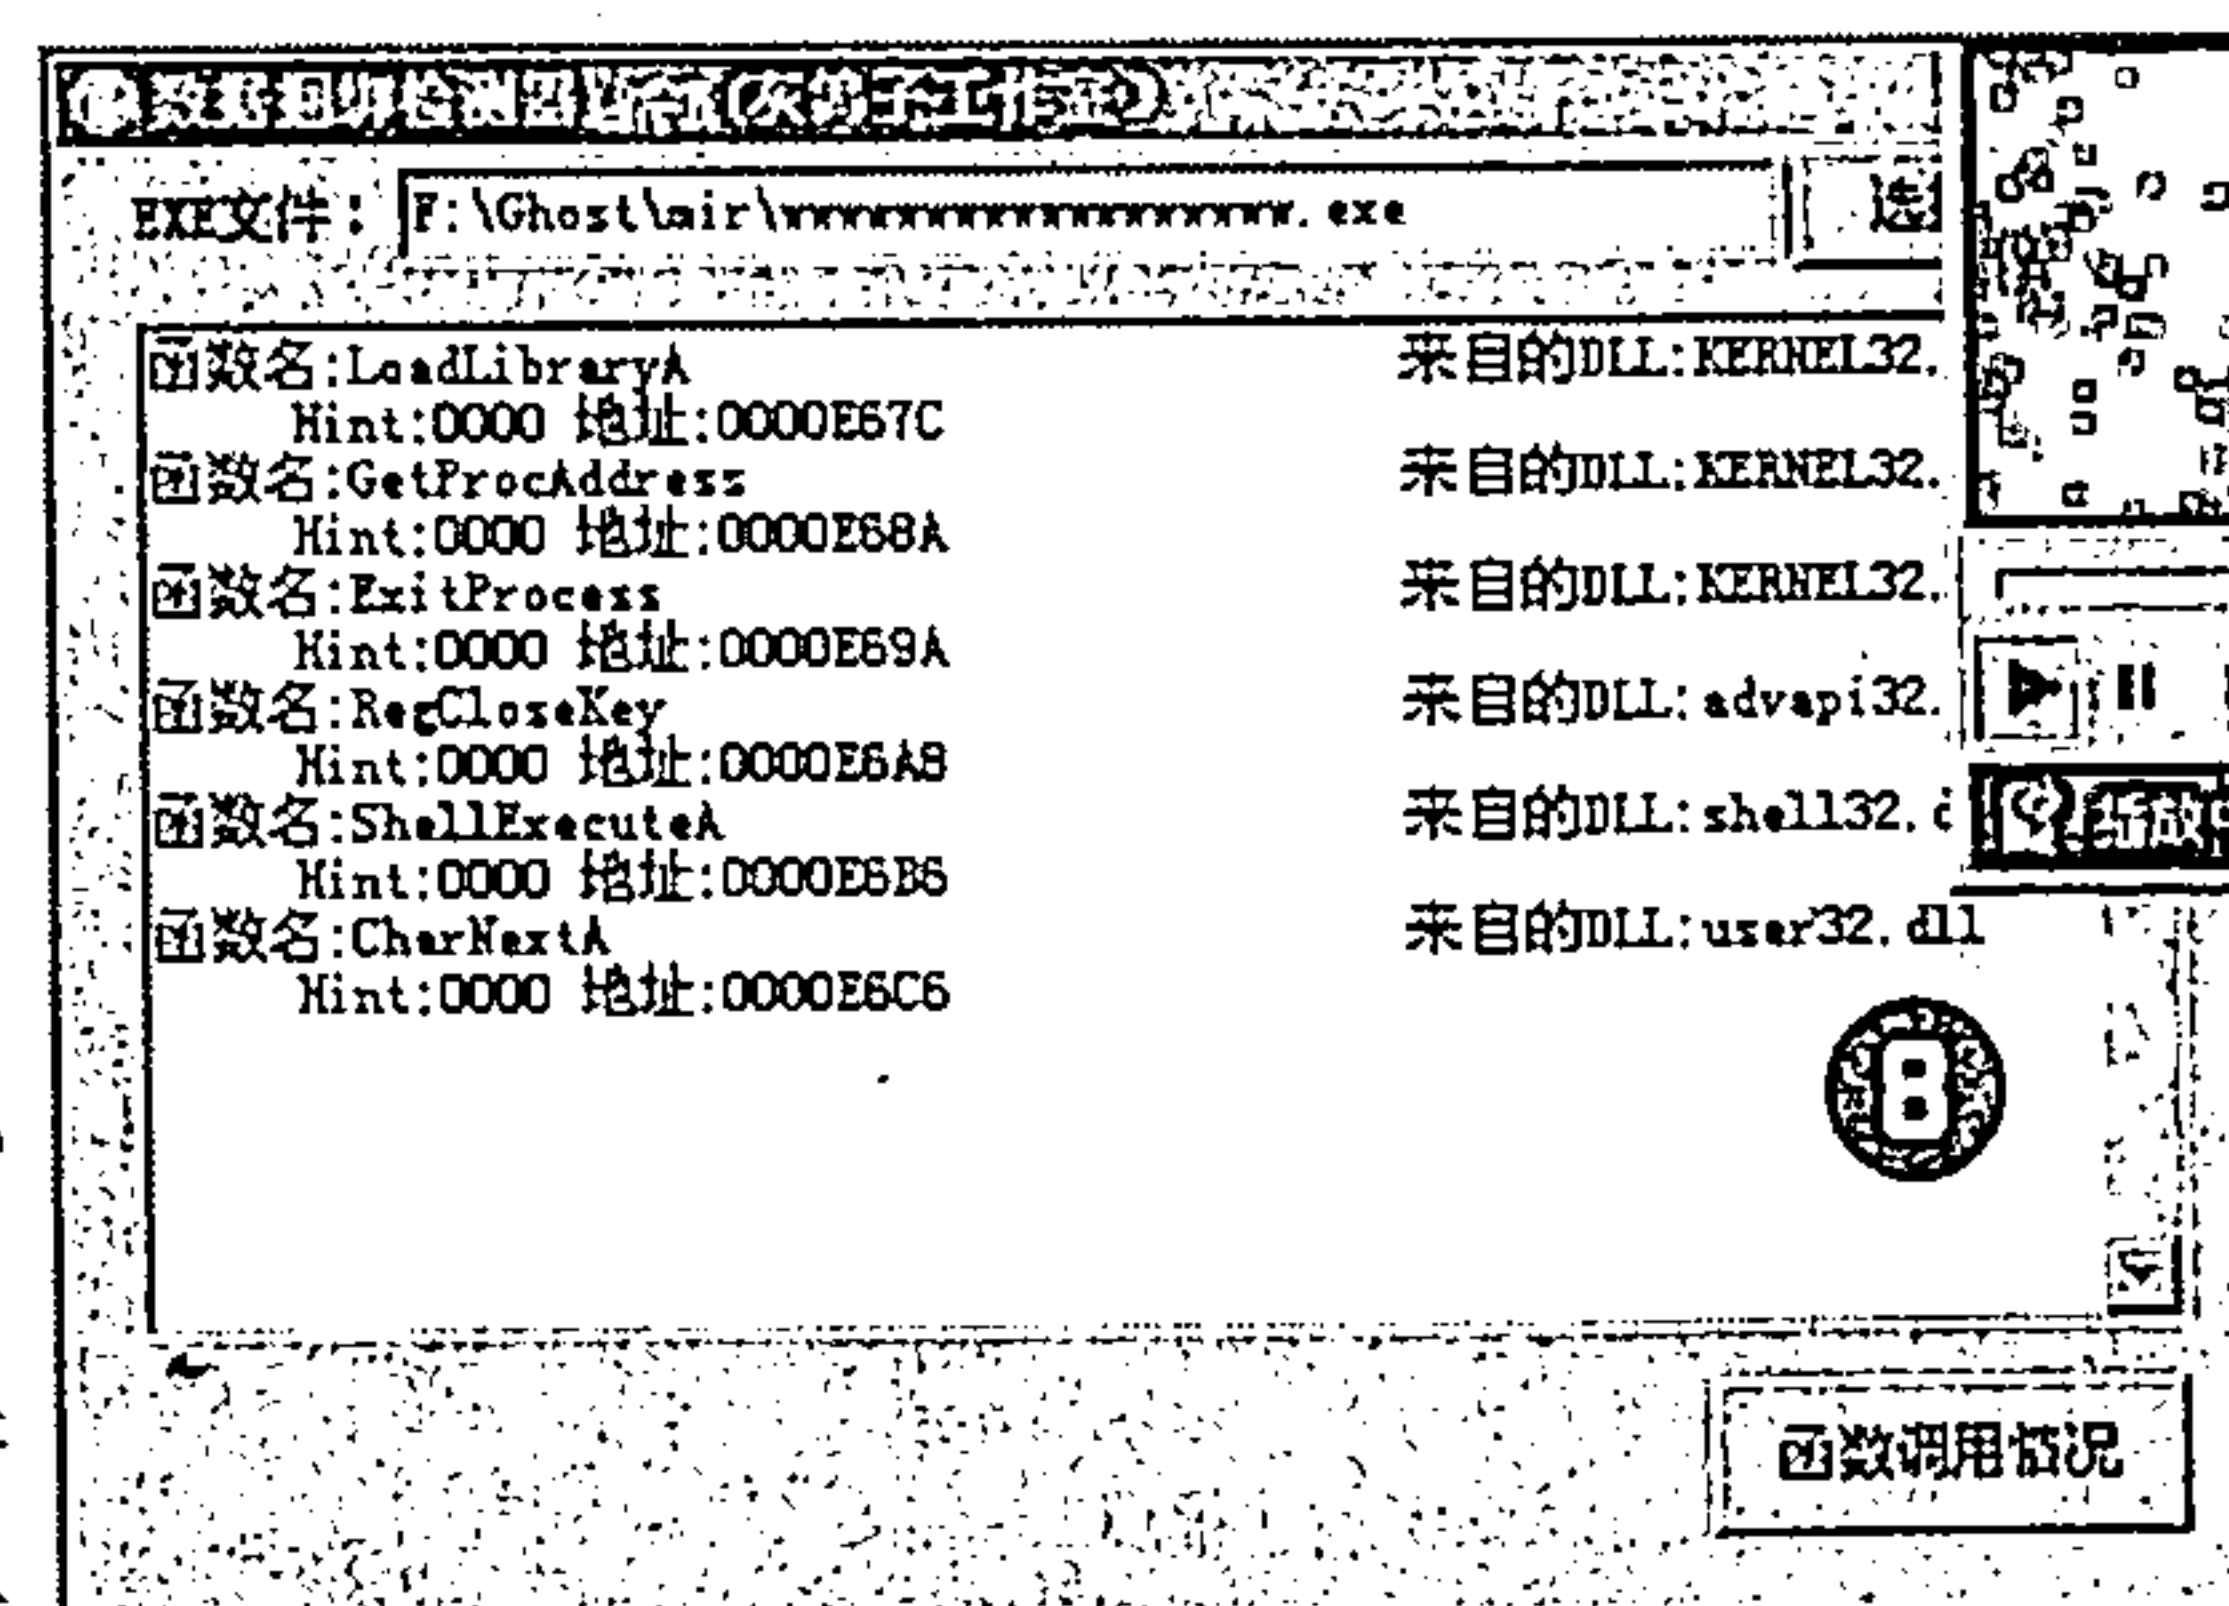 EXE文件: F:\Ghost\mir\wwwwwwwwwwwwwwwww.exe
函数名:LoadLibraryA 来自的DLL:KERNEL32.
Hint:0000 地址:0000E67C
函数名:GetProcAddress 来自的DLL:KERNEL32.
Hint:0000 地址:0000E68A
函数名:ExitProcess 来自的DLL:KERNEL32.
Hint:0000 地址:0000E69A
函数名:RegCloseKey 来自的DLL:advapi32.
Hint:0000 地址:0000E6A8
函数名:ShellExecuteA 来自的DLL:shell32.d
Hint:0000 地址:0000E6B6
函数名:CharNextA 来自的DLL:user32.dll
Hint:0000 地址:0000E6C6
8
函数调用情况